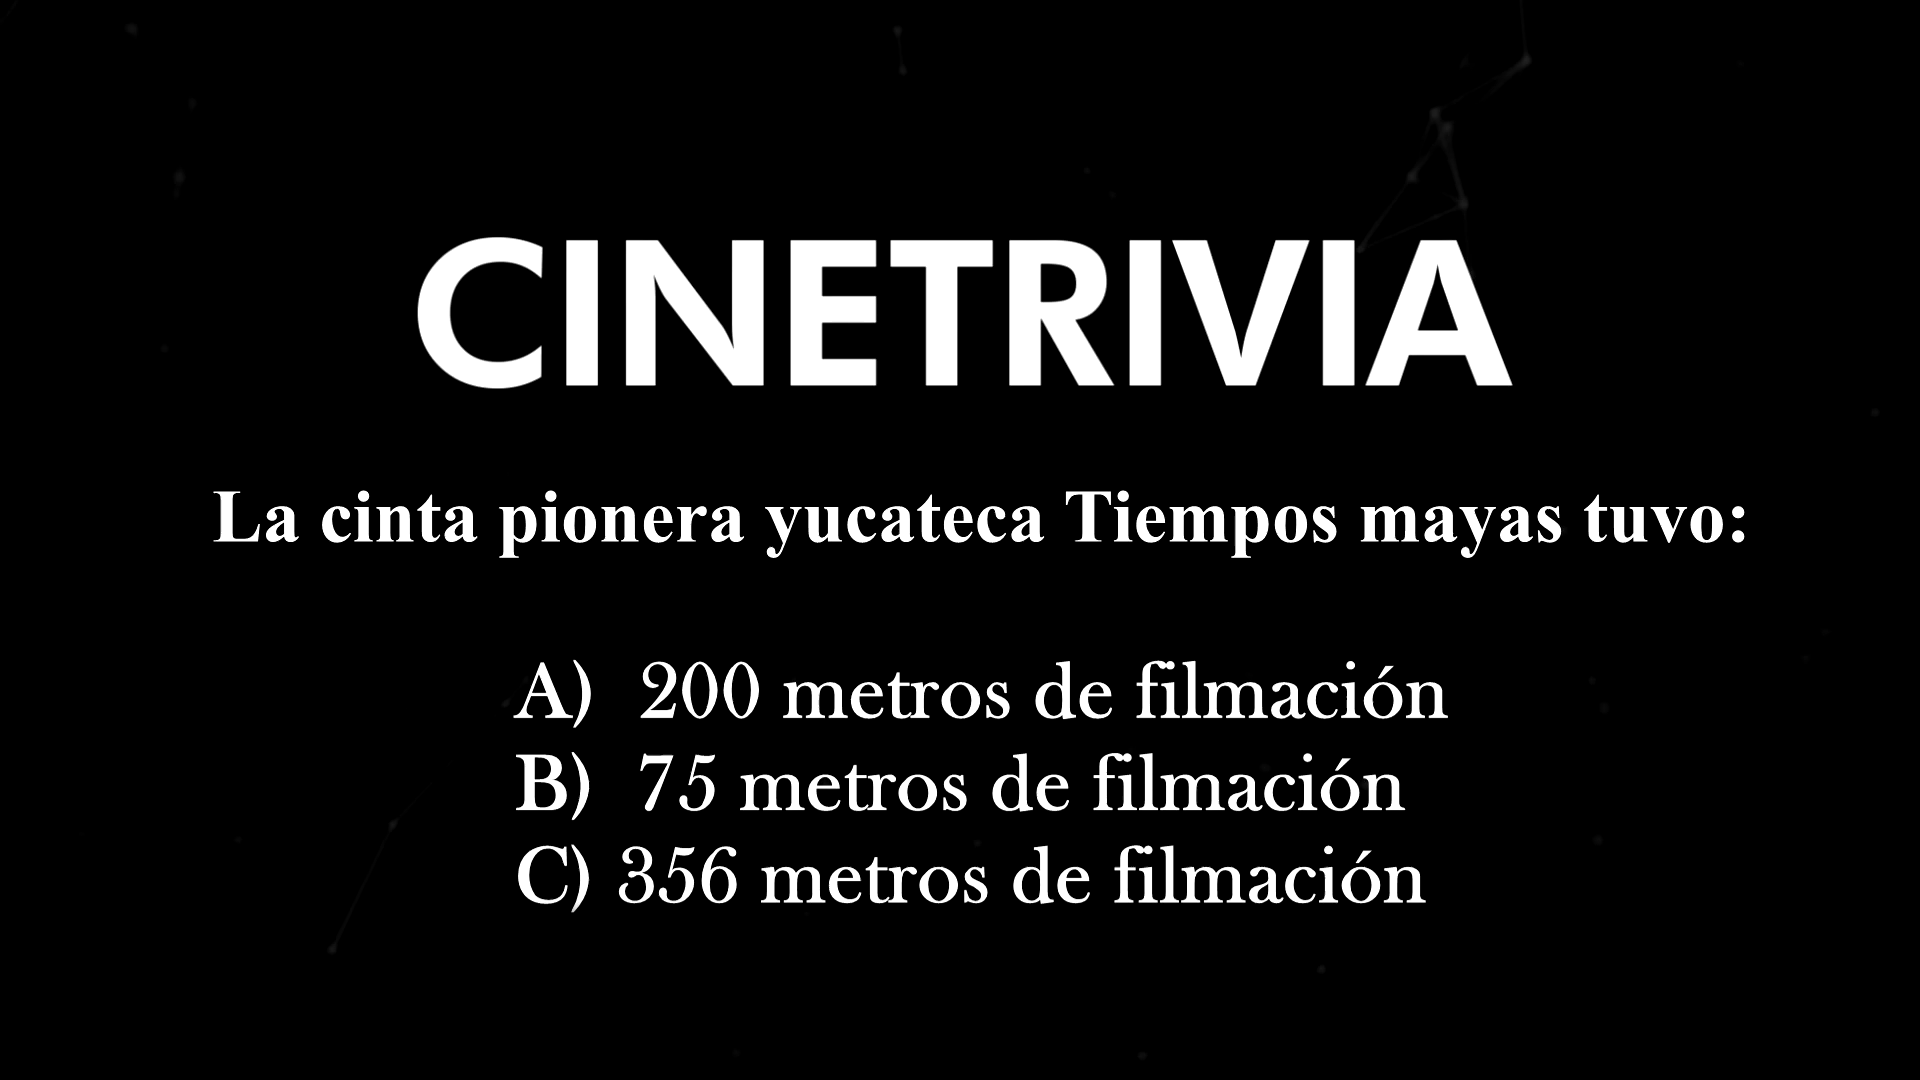 CINETRIVIA
La cinta pionera yucateca Tiempos mayas tuvo:
A) 200 metros de filmación
B) 75 metros de filmación
C) 356 metros de filmación